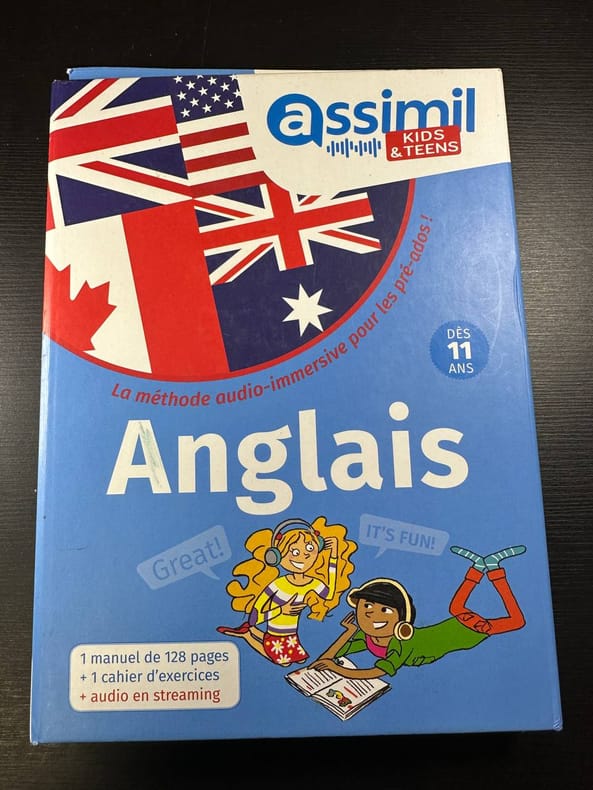 assimil
KIDS
& TEENS
La méthode audio-immersive pour les pré-ados !
DÈS
11
ANS
Anglais
Great!
IT'S FUN!
1 manuel de 128 pages
+ 1 cahier d'exercices
+ audio en streaming